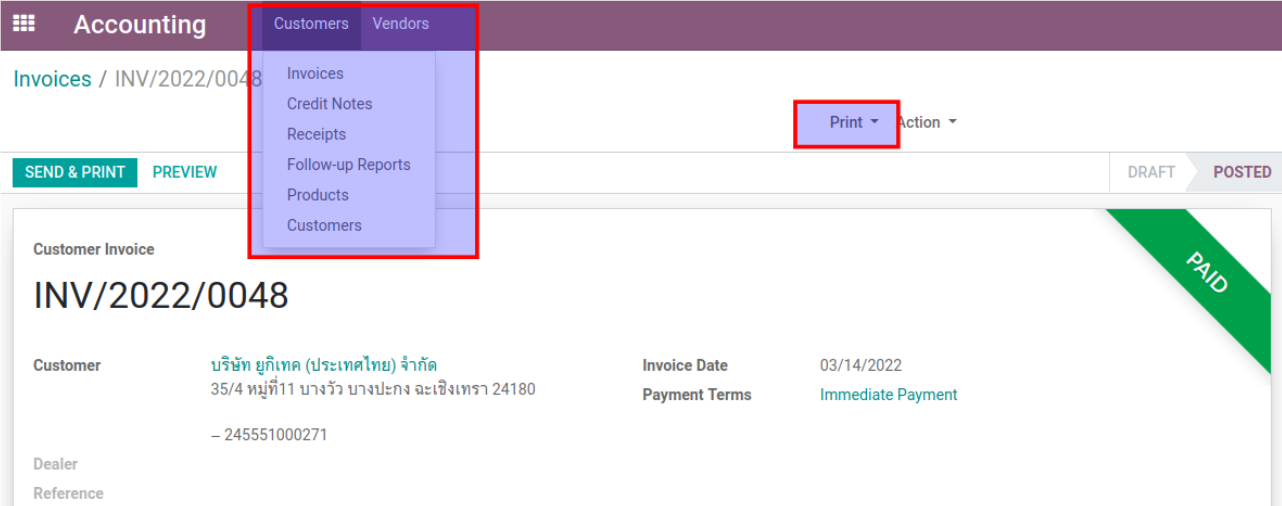 Accounting Customers Vendors
Invoices / INV/2022/0048
Invoices
Credit Notes
Receipts
Follow-up Reports
Products
Customers
Print Action
SEND & PRINT PREVIEW
DRAFT POSTED
Customer Invoice
INV/2022/0048
PAID
Customer บริษัท ยูกิเทค (ประเทศไทย) จำกัด
35/4 หมู่ที่11 บางวัว บางปะกง ฉะเชิงเทรา 24180
– 245551000271
Invoice Date 03/14/2022
Payment Terms Immediate Payment
Dealer
Reference